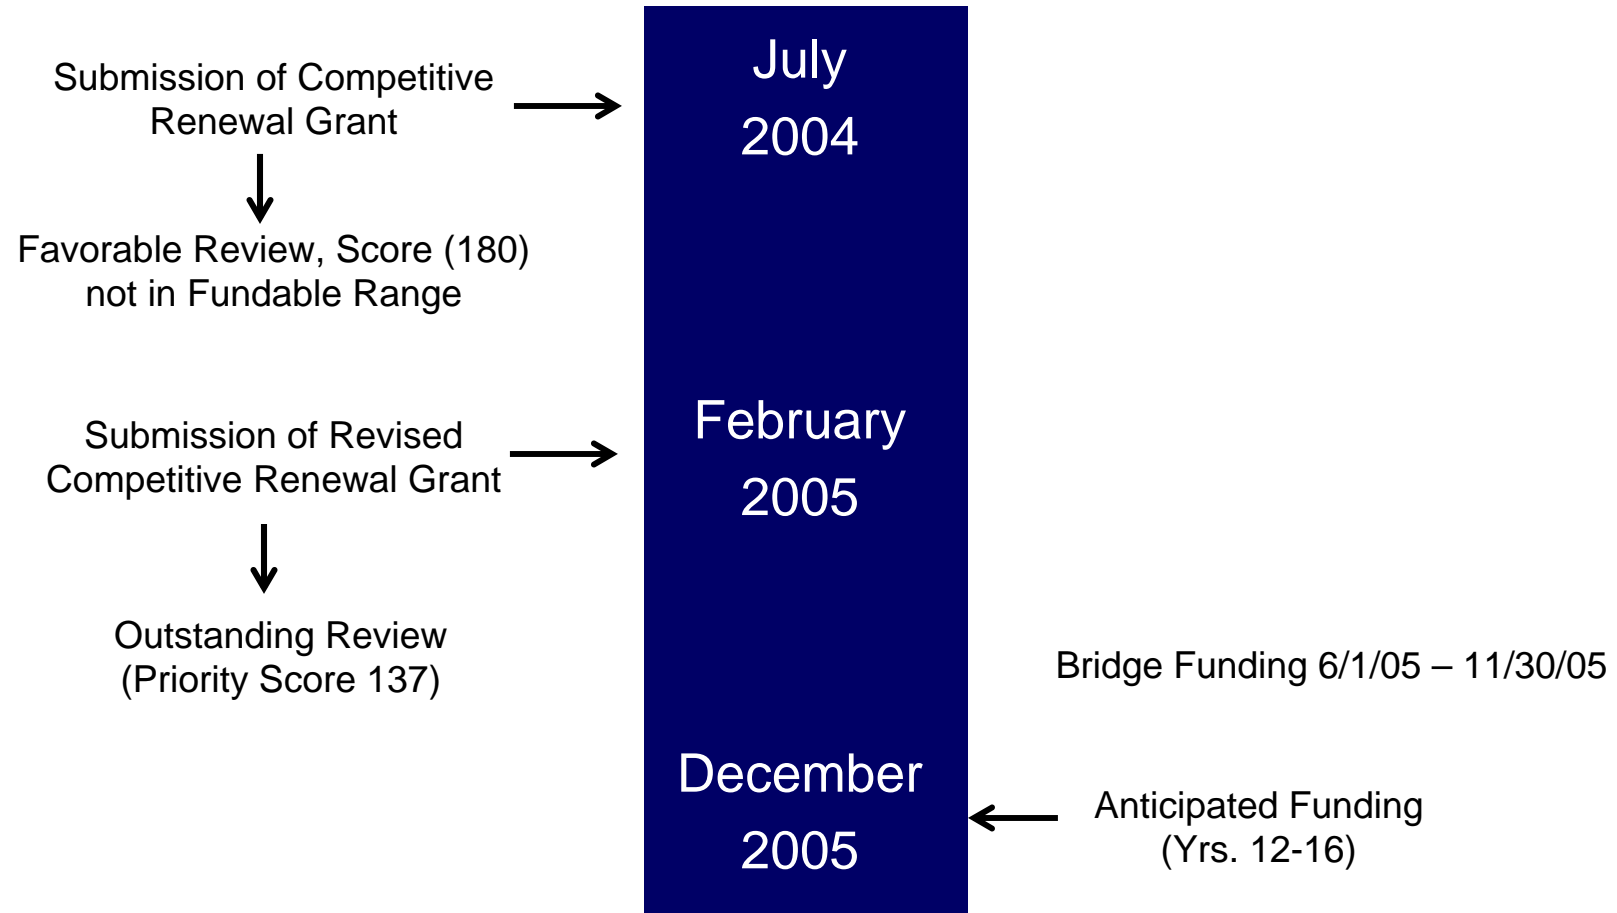 Submission of Competitive
Renewal Grant
July
2004
Favorable Review, Score (180)
not in Fundable Range
Submission of Revised
Competitive Renewal Grant
February
2005
Outstanding Review
(Priority Score 137)
Bridge Funding 6/1/05 – 11/30/05
December
2005
Anticipated Funding
(Yrs. 12-16)